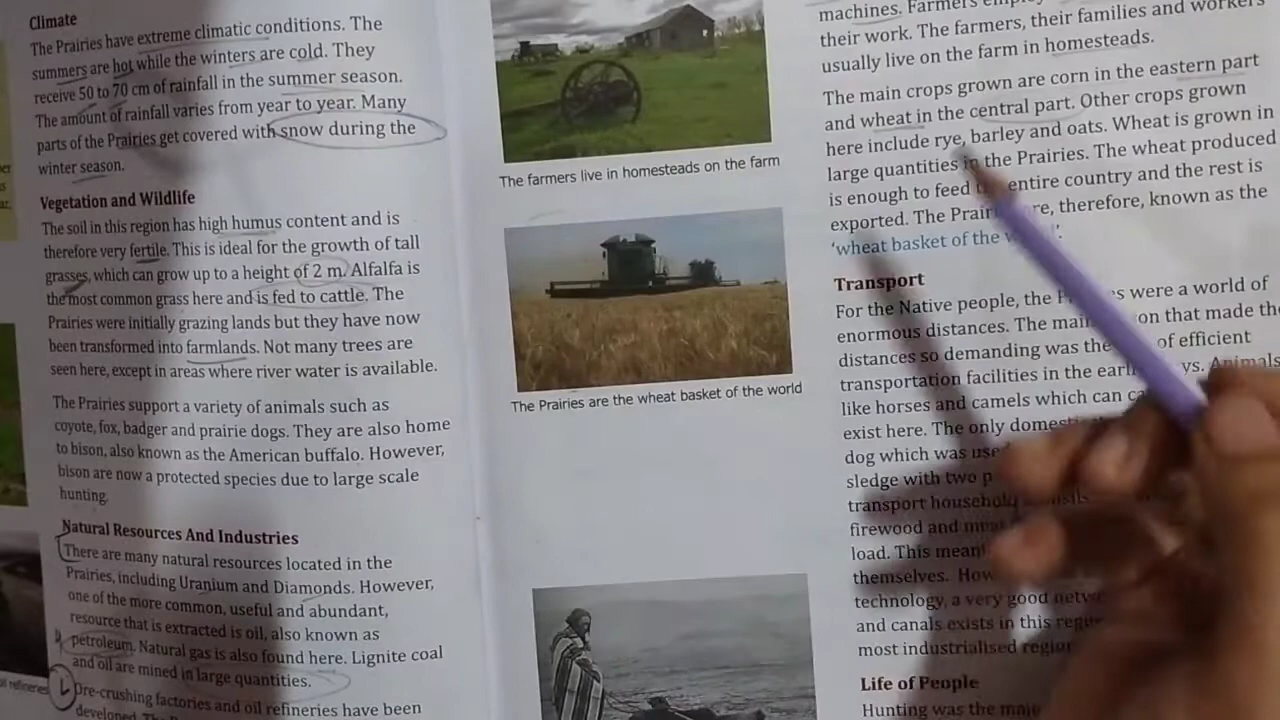 Climate
The Prairies have extreme climatic conditions. The
summers are hot while the winters are cold. They
receive 50 to 70 cm of rainfall in the summer season.
The amount of rainfall varies from year to year. Many
parts of the Prairies get covered with snow during the
winter season.
Vegetation and Wildlife
The soil in this region has high humus content and is
therefore very fertile. This is ideal for the growth of tall
grasses, which can grow up to a height of 2 m. Alfalfa is
the most common grass here and is fed to cattle. The
Prairies were initially grazing lands but they have now
been transformed into farmlands. Not many trees are
seen here, except in areas where river water is available.
The Prairies support a variety of animals such as
coyote, fox, badger and prairie dogs. They are also home
to bison, also known as the American buffalo. However,
bison are now a protected species due to large scale
hunting.
Natural Resources And Industries
There are many natural resources located in the
Prairies, including Uranium and Diamonds. However,
one of the more common, useful and abundant,
resource that is extracted is oil, also known as
petroleum. Natural gas is also found here. Lignite coal
and oil are mined in large quantities.
Ore-crushing factories and oil refineries have been
developed.
refineries
The farmers live in homesteads on the farm
The Prairies are the wheat basket of the world
machines. Farmers
their work. The farmers, their families and workers
usually live on the farm in homesteads.
The main crops grown are corn in the eastern part
and wheat in the central part. Other crops grown
here include rye, barley and oats. Wheat is grown in
large quantities in the Prairies. The wheat produced
is enough to feed entire country and the rest is
exported. The therefore, known as the
'wheat basket of the
Transport
For the Native people, the were a world of
enormous distances. The that made the
distances so demanding was the of efficient
transportation facilities in the Animals
like horses and camels which can
exist here. The only
dog which was
sledge with two
transport household
firewood and
load. This
themselves.
technology, a very good
and canals exists in this
most industrialised
Life of People
Hunting was the